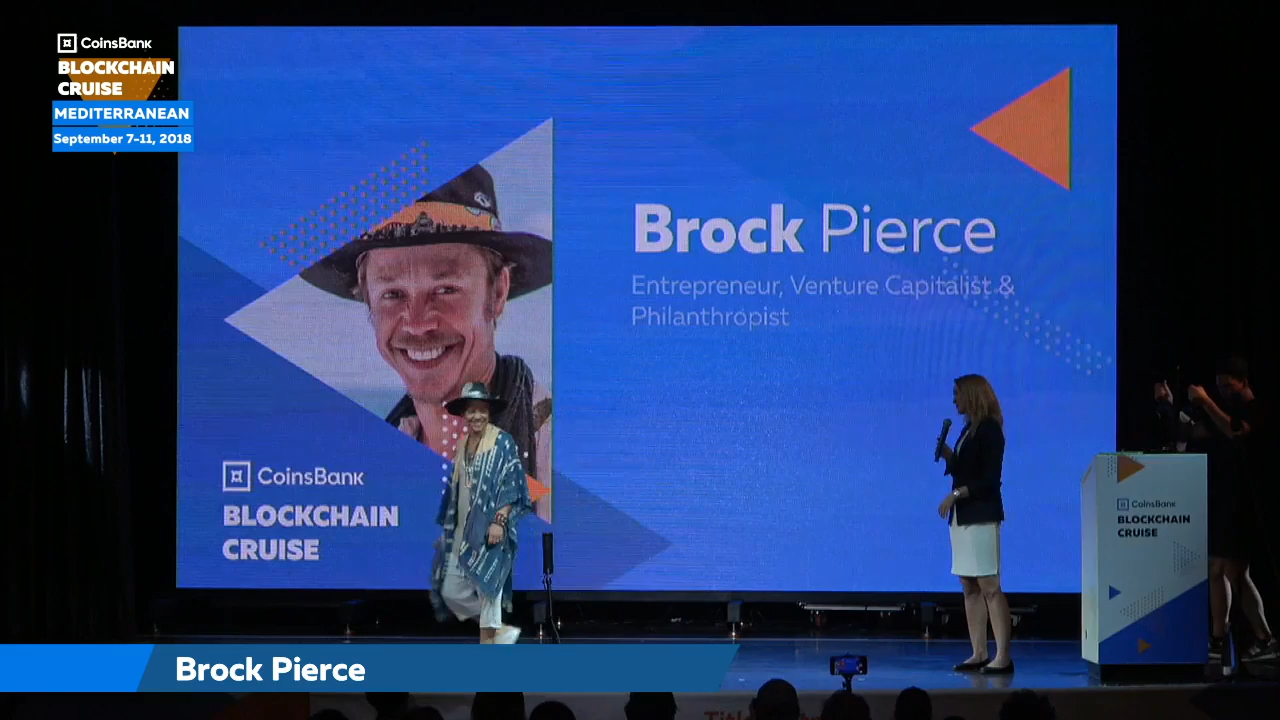 CoinsBank
BLOCKCHAIN
CRUISE
MEDITERRANEAN
September 7-11, 2018
Brock Pierce
Entrepreneur, Venture Capitalist &
Philanthropist
CoinsBank
BLOCKCHAIN
CRUISE
CoinsBank
BLOCKCHAIN
CRUISE
Brock Pierce